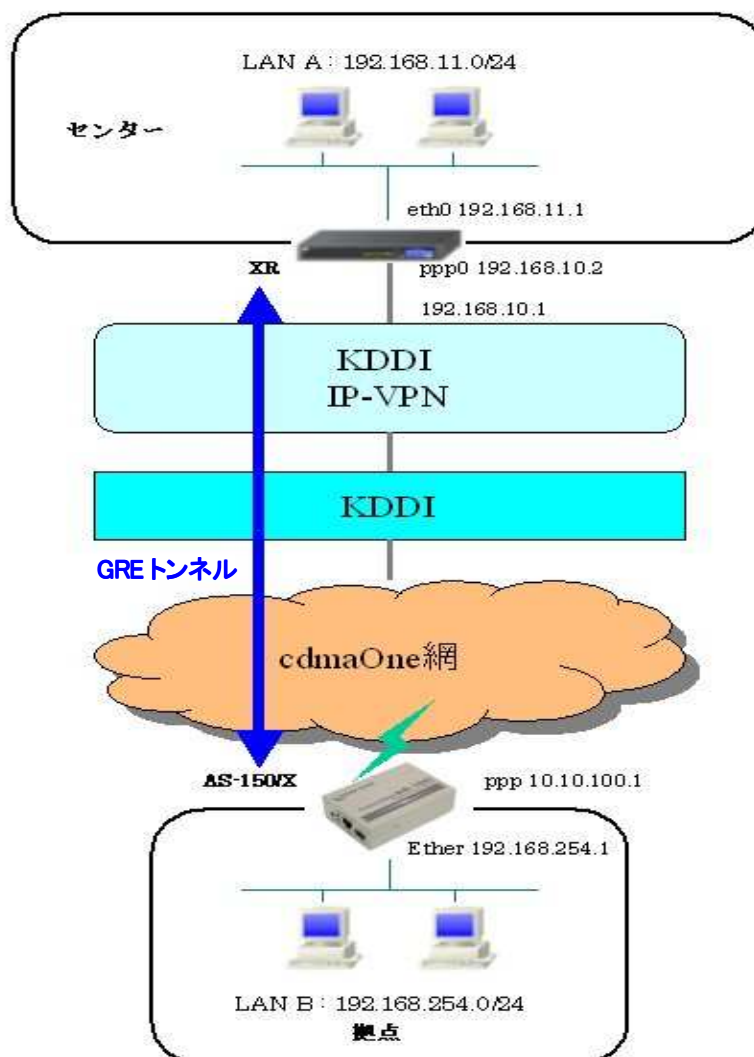 LAN A : 192.168.11.0/24
センター
eth0 192.168.11.1
XR
ppp0 192.168.10.2
192.168.10.1
KDDI
IP-VPN
KDDI
GREトンネル
cdmaOne網
AS-150/X
ppp 10.10.100.1
Ether 192.168.254.1
LAN B : 192.168.254.0/24
拠点